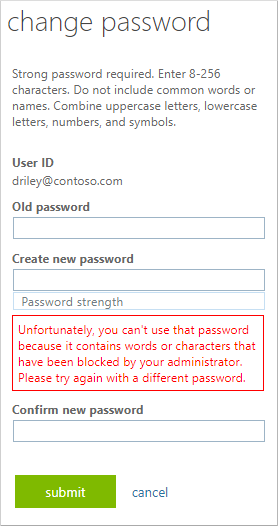 change password
Strong password required. Enter 8-256
characters. Do not include common words or
names. Combine uppercase letters, lowercase
letters, numbers, and symbols.
User ID
driley@contoso.com
Old password
Create new password
Password strength
Unfortunately, you can't use that password
because it contains words or characters that
have been blocked by your administrator.
Please try again with a different password.
Confirm new password
submit cancel